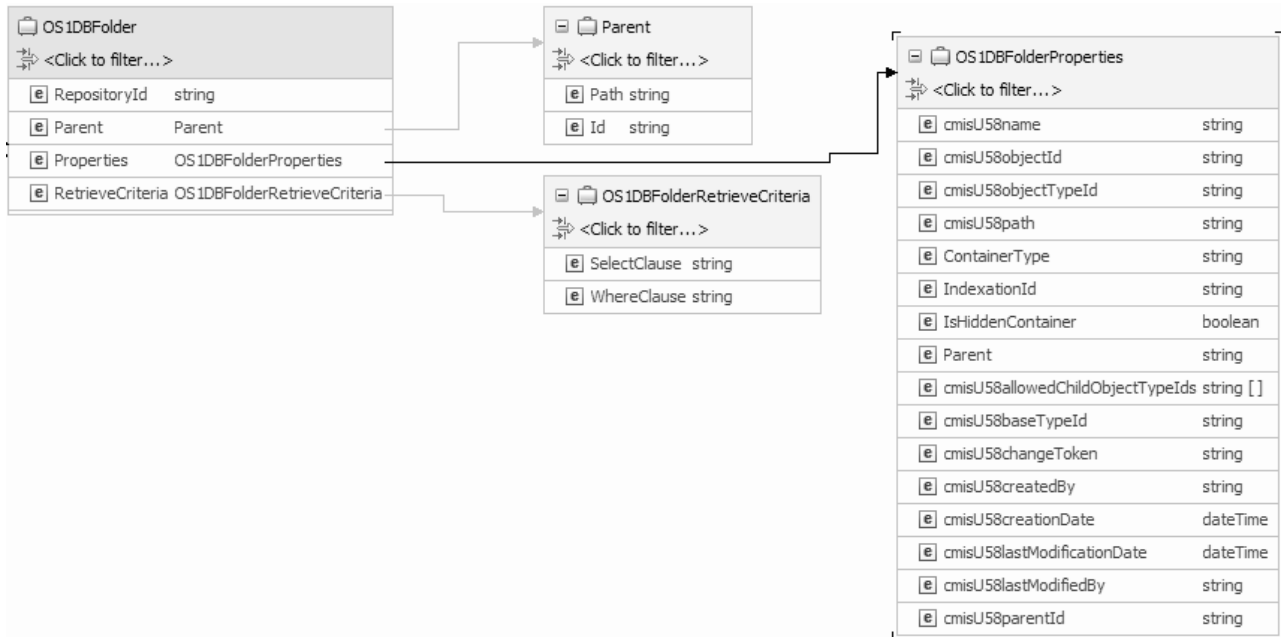 OS1DBFolder
<Click to filter...>
e RepositoryId string
e Parent Parent
e Properties OS1DBFolderProperties
e RetrieveCriteria OS1DBFolderRetrieveCriteria
Parent
<Click to filter...>
e Path string
e Id string
OS1DBFolderRetrieveCriteria
<Click to filter...>
e SelectClause string
e WhereClause string
OS1DBFolderProperties
<Click to filter...>
e cmisU58name string
e cmisU58objectId string
e cmisU58objectTypeId string
e cmisU58path string
e ContainerType string
e IndexationId string
e IsHiddenContainer boolean
e Parent string
e cmisU58allowedChildObjectTypeIds string [ ]
e cmisU58baseTypeId string
e cmisU58changeToken string
e cmisU58createdBy string
e cmisU58creationDate dateTime
e cmisU58lastModificationDate dateTime
e cmisU58lastModifiedBy string
e cmisU58parentId string